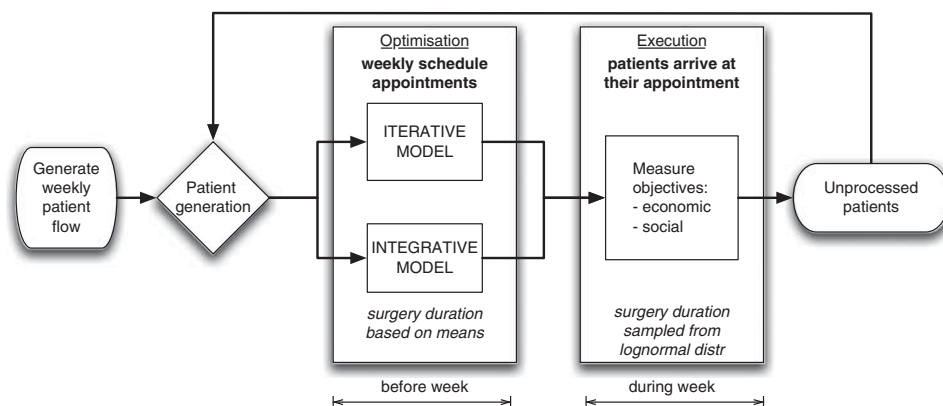 Generate
weekly
patient
flow
Patient
generation
Optimisation
weekly schedule
appointments
ITERATIVE
MODEL
INTEGRATIVE
MODEL
surgery duration
based on means
before week
Execution
patients arrive at
their appointment
Measure
objectives:
- economic
- social
surgery duration
sampled from
lognormal distr
during week
Unprocessed
patients